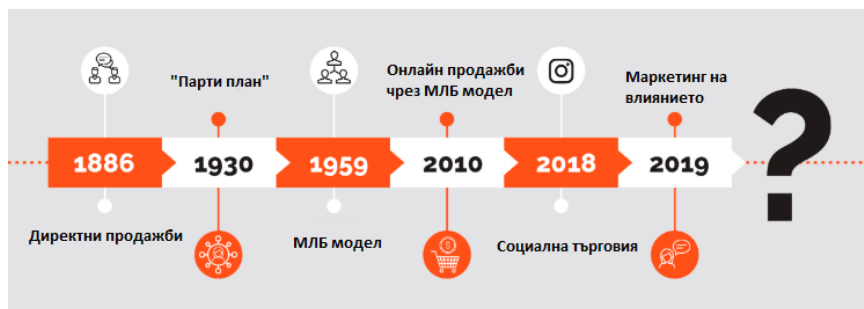 "Парти план"
Онлайн продажби
чрез МЛБ модел
Маркетинг на
влиянието
1886
1930
1959
2010
2018
2019
?
Директни продажби
МЛБ модел
Социална търговия